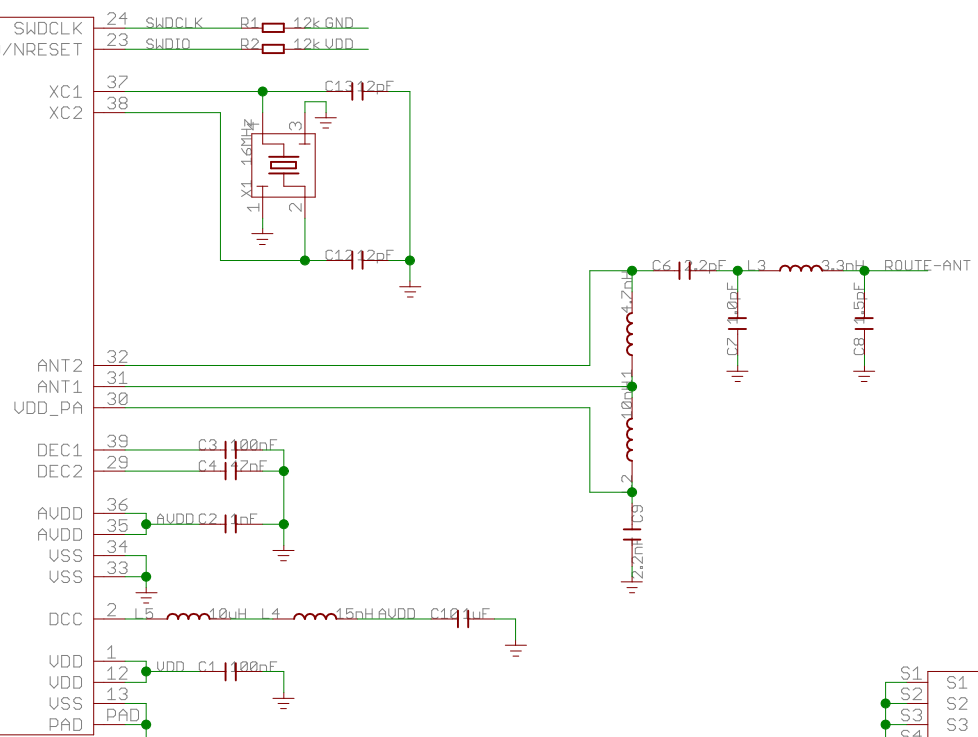 SWDCLK 24 SWDCLK R1 12k GND
/NRESET 23 SWDIO R2 12k VDD
XC1 37 C13 12pF
XC2 38
4 3
X1 16MHz
1 2
C12 12pF
C6 2.2pF L3 3.3nH ROUTE-ANT
4.7nH
C7 1.0pF
C8 1.5pF
ANT2 32
ANT1 31
1
10nH
VDD_PA 30
DEC1 39 C3 100nF
DEC2 29 C4 47nF
2
AVDD 36
AVDD C2 1nF
C9
2.2nF
AVDD 35
VSS 34
VSS 33
DCC 2 L5 10uH L4 15nH AVDD C10 1uF
VDD 1
VDD C1 100nF
VDD 12
VSS 13
PAD PAD
S1 S1
S2 S2
S3 S3
S4